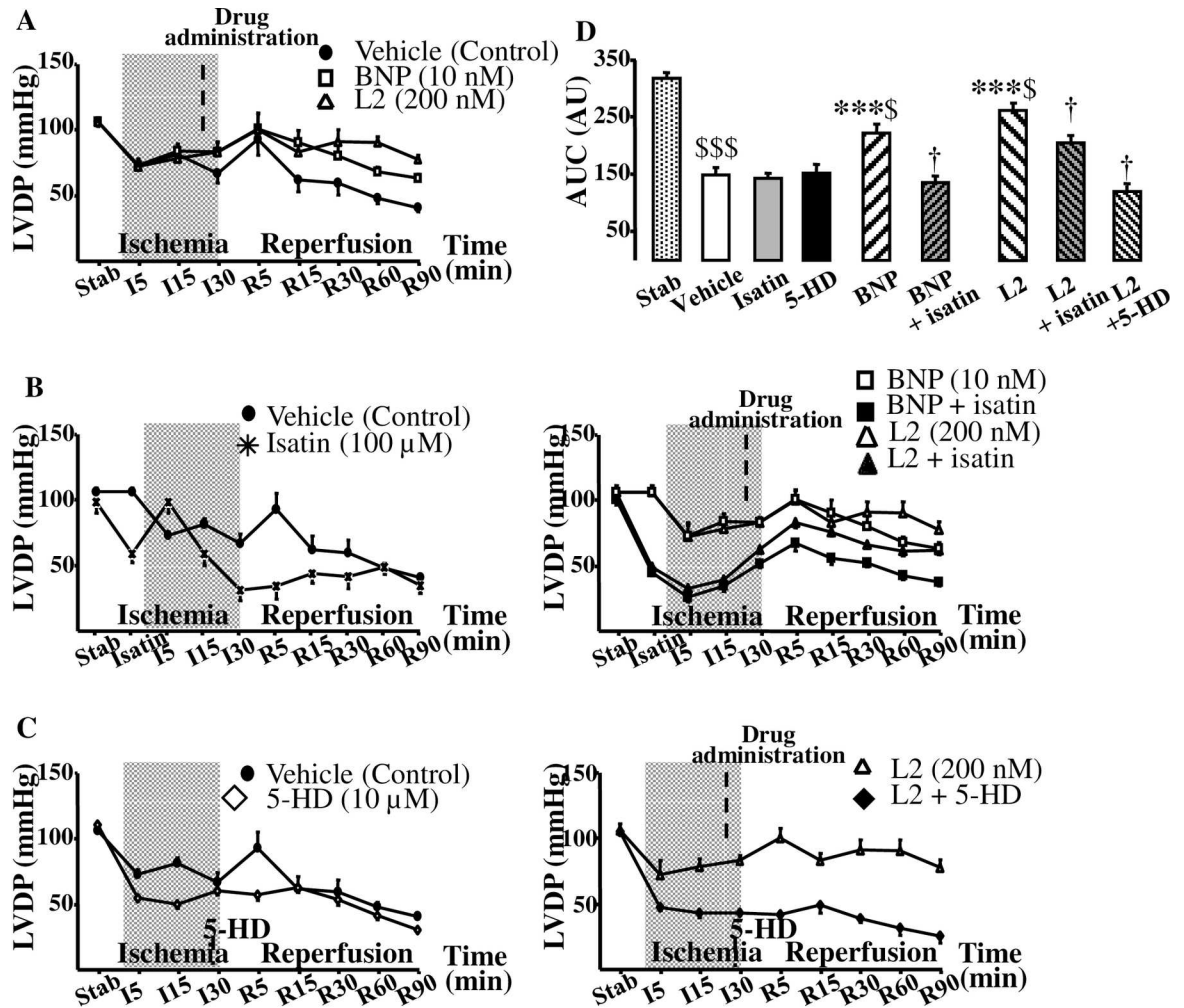 A
Drug
administration
Vehicle (Control)
BNP (10 nM)
L2 (200 nM)
LVDP (mmHg)
150
100
50
Ischemia
Reperfusion
Time
(min)
Stab
I5
I15
I30
R5
R15
R30
R60
R90
D
AUC (AU)
350
250
150
50
$$$
***$
†
***$
†
†
Stab
Vehicle
Isatin
5-HD
BNP
BNP
+ isatin
L2
L2
+ isatin
L2
+5-HD
B
Vehicle (Control)
Isatin (100 µM)
LVDP (mmHg)
150
100
50
Ischemia
Reperfusion
Time
(min)
Stab
Isatin
I5
I15
I30
R5
R15
R30
R60
R90
Drug
administration
BNP (10 nM)
BNP + isatin
L2 (200 nM)
L2 + isatin
LVDP (mmHg)
150
100
50
Ischemia
Reperfusion
Time
(min)
Stab
Isatin
I5
I15
I30
R5
R15
R30
R60
R90
C
Vehicle (Control)
5-HD (10 µM)
LVDP (mmHg)
150
100
50
5-HD
Ischemia
Reperfusion
Time
(min)
Stab
I5
I15
I30
R5
R15
R30
R60
R90
Drug
administration
L2 (200 nM)
L2 + 5-HD
LVDP (mmHg)
150
100
50
5-HD
Ischemia
Reperfusion
Time
(min)
Stab
I5
I15
I30
R5
R15
R30
R60
R90